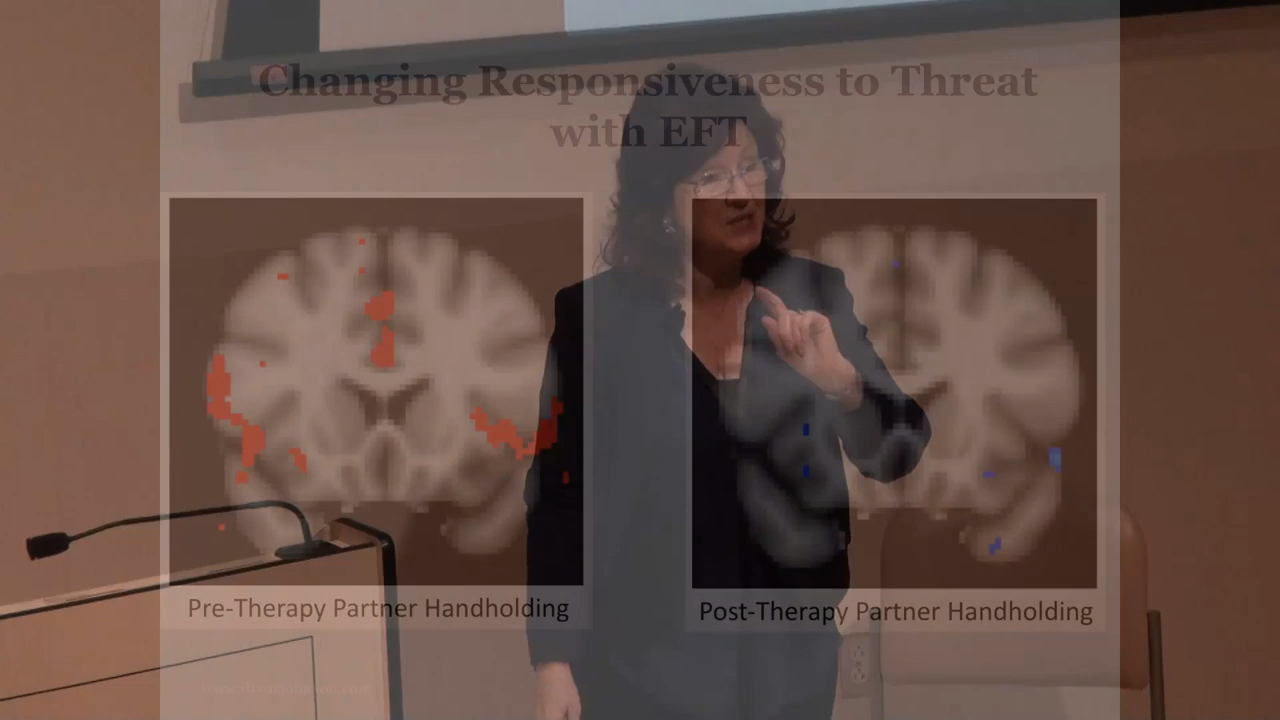 Changing Responsiveness to Threat
with EFT
Pre-Therapy Partner Handholding
Post-Therapy Partner Handholding